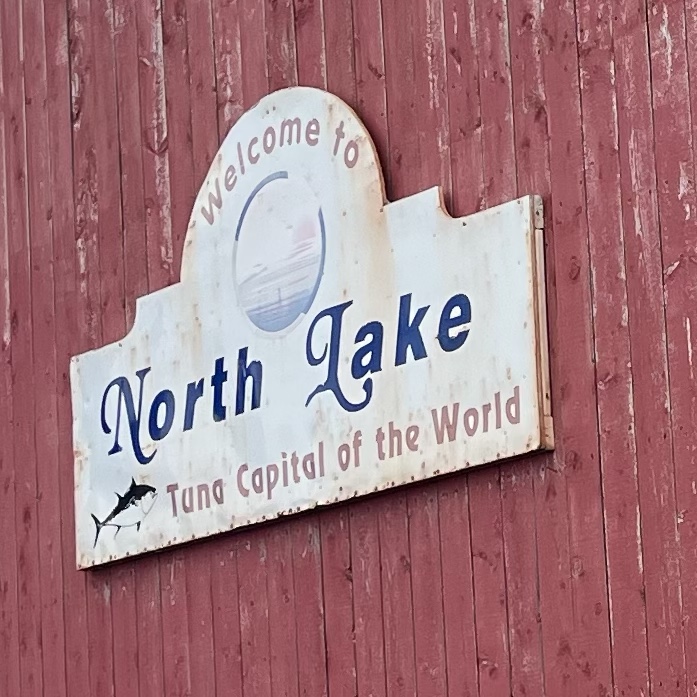 Welcome to
North Lake
Tuna Capital of the World